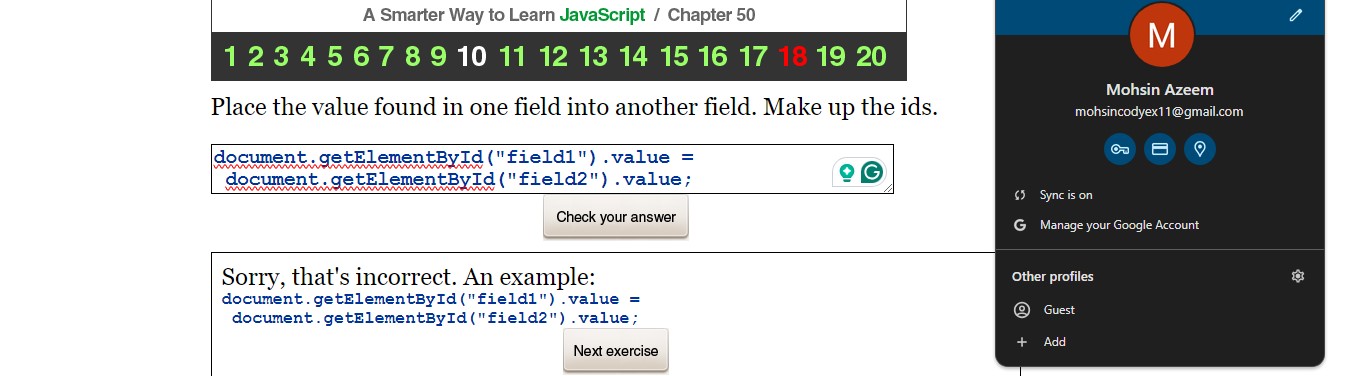 A Smarter Way to Learn JavaScript / Chapter 50
1 2 3 4 5 6 7 8 9 10 11 12 13 14 15 16 17 18 19 20
Place the value found in one field into another field. Make up the ids.
document.getElementById("field1").value =
document.getElementById("field2").value;
G
Check your answer
Sorry, that's incorrect. An example:
document.getElementById("field1").value =
document.getElementById("field2").value;
Next exercise
M
Mohsin Azeem
mohsincodyex11@gmail.com
Sync is on
G Manage your Google Account
Other profiles
Guest
+ Add